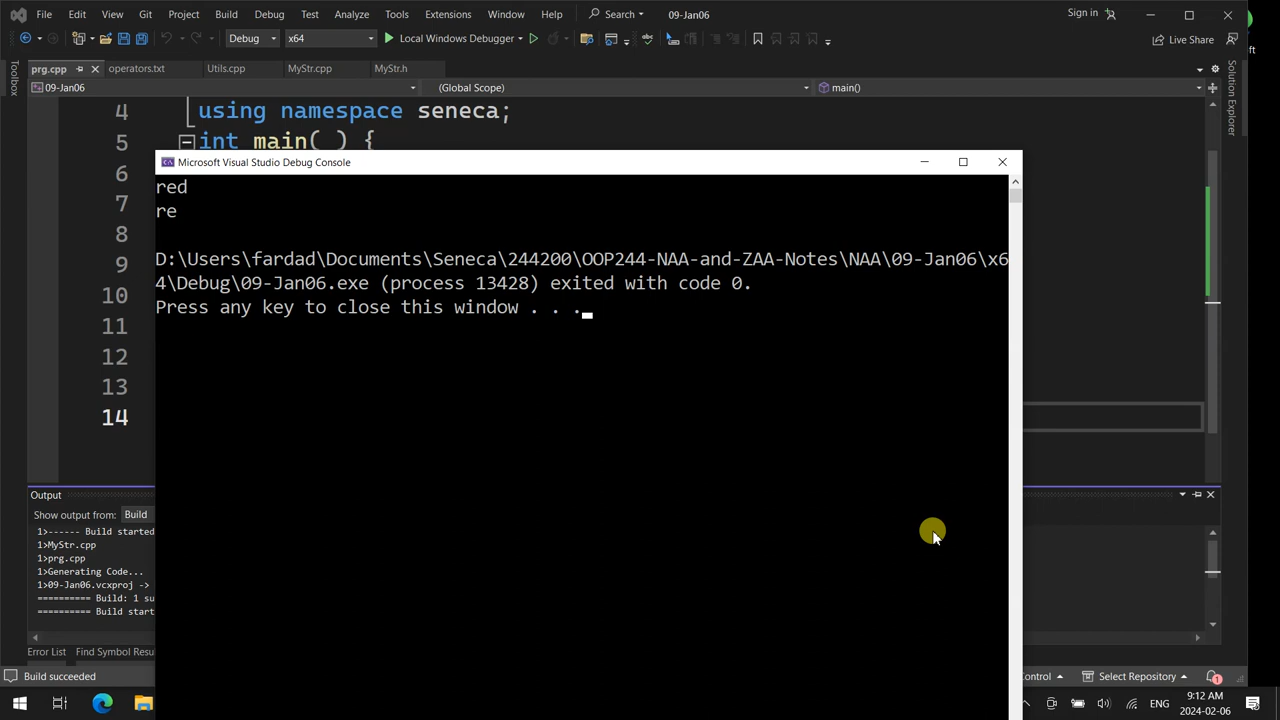 File Edit View Git Project Build Debug Test Analyze Tools Extensions Window Help Search 09-Jan06 Sign in
Debug x64 Local Windows Debugger Live Share
prg.cpp operators.txt Utils.cpp MyStr.cpp MyStr.h
09-Jan06 (Global Scope) main()
Toolbox
Solution Explorer
4 using namespace seneca;
5 int main( ) {
6
7
8
9
10
11
12
13
14
Microsoft Visual Studio Debug Console
red
re
D:\Users\fardad\Documents\Seneca\244200\OOP244-NAA-and-ZAA-Notes\NAA\09-Jan06\x6
4\Debug\09-Jan06.exe (process 13428) exited with code 0.
Press any key to close this window . . .
Output
Show output from: Build
1>------ Build started
1>MyStr.cpp
1>prg.cpp
1>Generating Code...
1>09-Jan06.vcxproj ->
========== Build: 1 su
========== Build start
Error List Find Symbol Resu
Build succeeded
ontrol Select Repository 1
ENG 9:12 AM
2024-02-06
ft